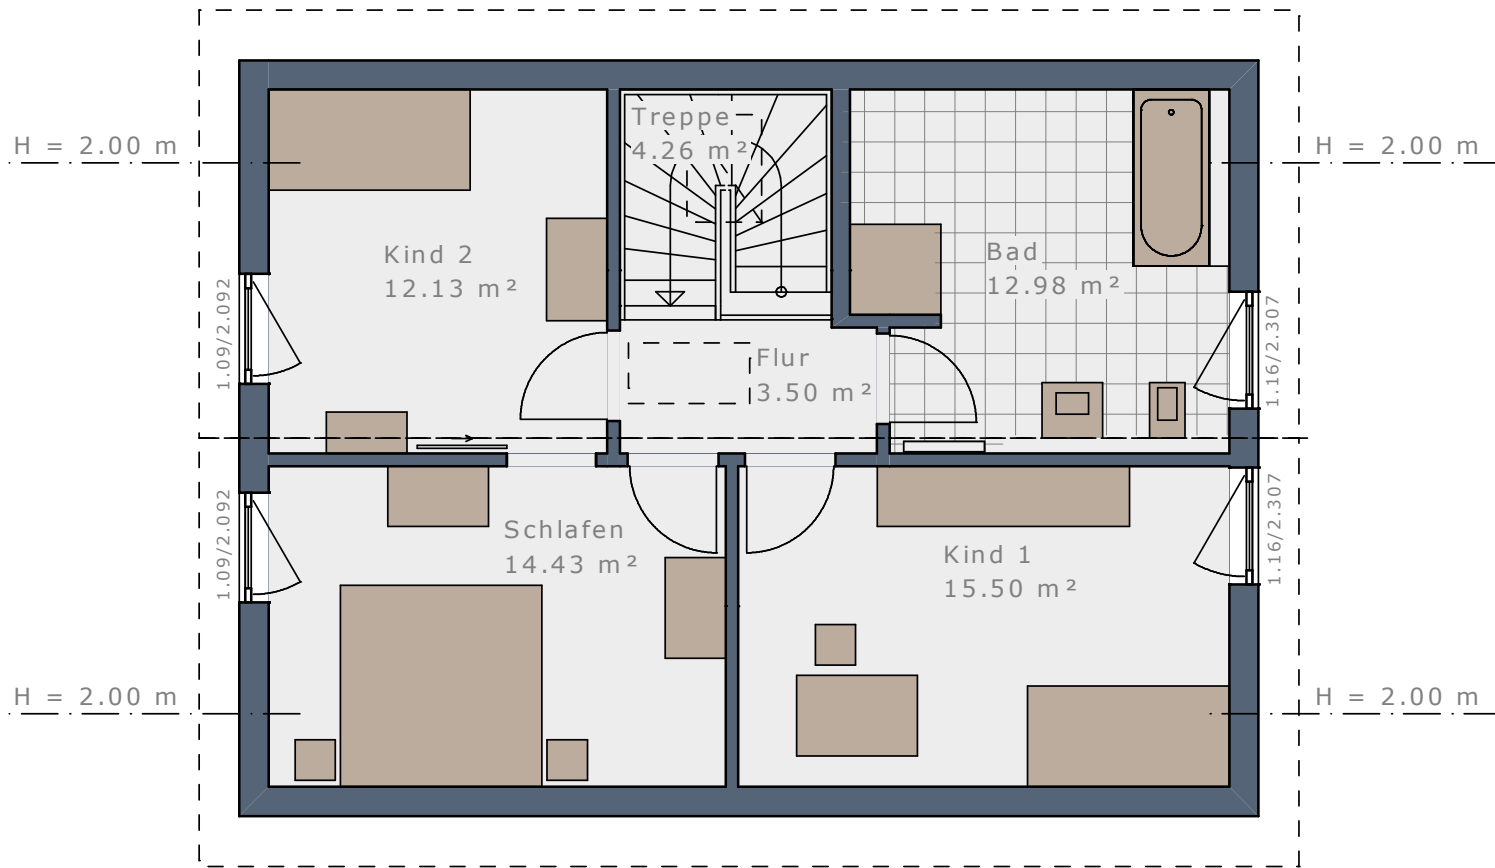 Treppe
4.26 m²
H = 2.00 m
H = 2.00 m
Kind 2
12.13 m²
Bad
12.98 m²
1.09/2.092
1.16/2.307
Flur
3.50 m²
Schlafen
14.43 m²
Kind 1
15.50 m²
1.09/2.092
1.16/2.307
H = 2.00 m
H = 2.00 m